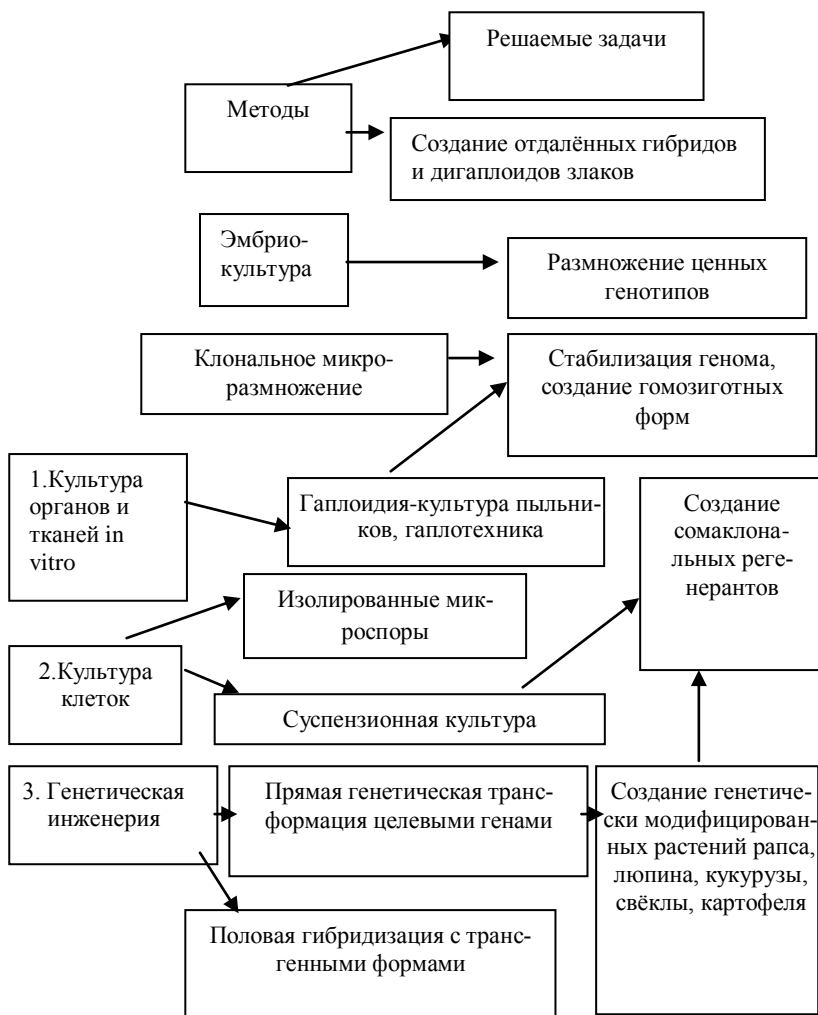 Решаемые задачи
Методы
Создание отдалённых гибридов
и дигаплоидов злаков
Эмбрио-
культура
Размножение ценных
генотипов
Клональное микро-
размножение
Стабилизация генома,
создание гомозиготных
форм
1.Культура
органов и
тканей in
vitro
Гаплоидия-культура пыльни-
ков, гаплотехника
Создание
сомаклона-
льных реге-
нерантов
Изолированные мик-
роспоры
2.Культура
клеток
Суспензионная культура
3. Генетическая
инженерия
Прямая генетическая транс-
формация целевыми генами
Создание генетиче-
ски модифицирован-
ных растений рапса,
люпина, кукурузы,
свёклы, картофеля
Половая гибридизация с транс-
генными формами